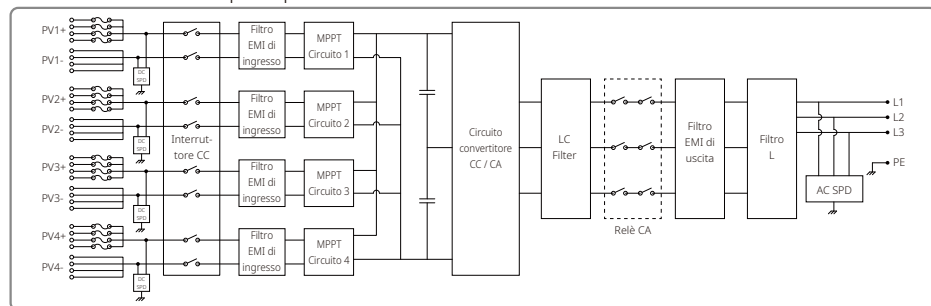 PV1+
PV1-
DC
SPD
Filtro
EMI di
ingresso
MPPT
Circuito 1
PV2+
PV2-
DC
SPD
Filtro
EMI di
ingresso
MPPT
Circuito 2
Interrut-
tore CC
PV3+
PV3-
DC
SPD
Filtro
EMI di
ingresso
MPPT
Circuito 3
PV4+
PV4-
DC
SPD
Filtro
EMI di
ingresso
MPPT
Circuito 4
Circuito
convertitore
CC / CA
LC
Filter
Relè CA
Filtro
EMI di
uscita
Filtro
L
L1
L2
L3
PE
AC SPD